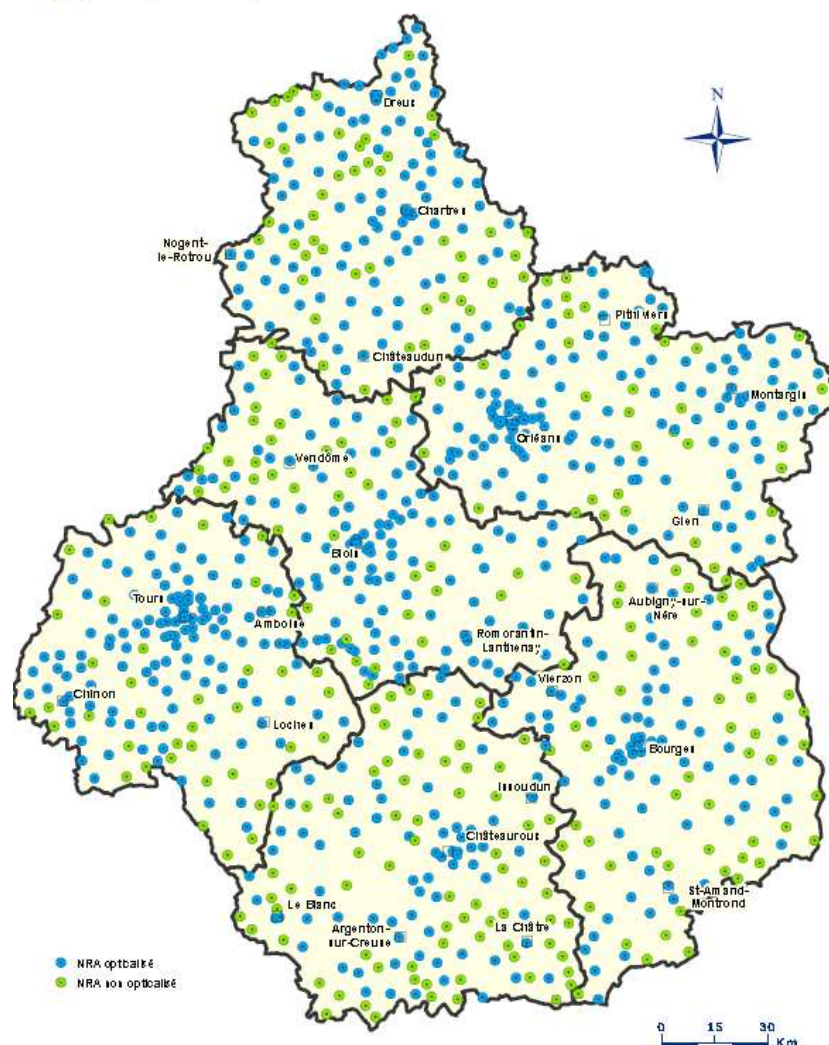 N
Dreux
Chartres
Nogent-
le-Rotrou
Pithiviers
Châteaudun
Montargis
Orléans
Vendôme
Gien
Blois
Tours
Aubigny-sur-
Nère
Amboise
Romorantin-
Lanthenay
Vierzon
Chinon
Loches
Bourges
Issoudun
Châteauroux
St-Amand-
Montrond
Le Blanc
Argenton-
sur-Creuse
La Châtre
NRA opticalisé
NRA non opticalisé
0 15 30
Km